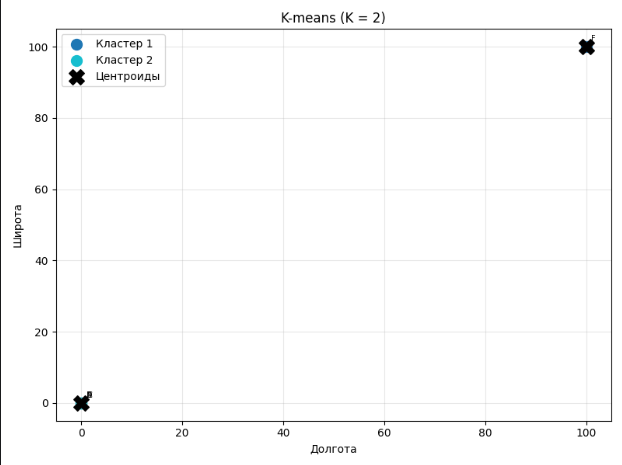 K-means (K = 2)
Кластер 1
Кластер 2
Центроиды
F
100
80
60
40
20
0
Широта
0 20 40 60 80 100
Долгота